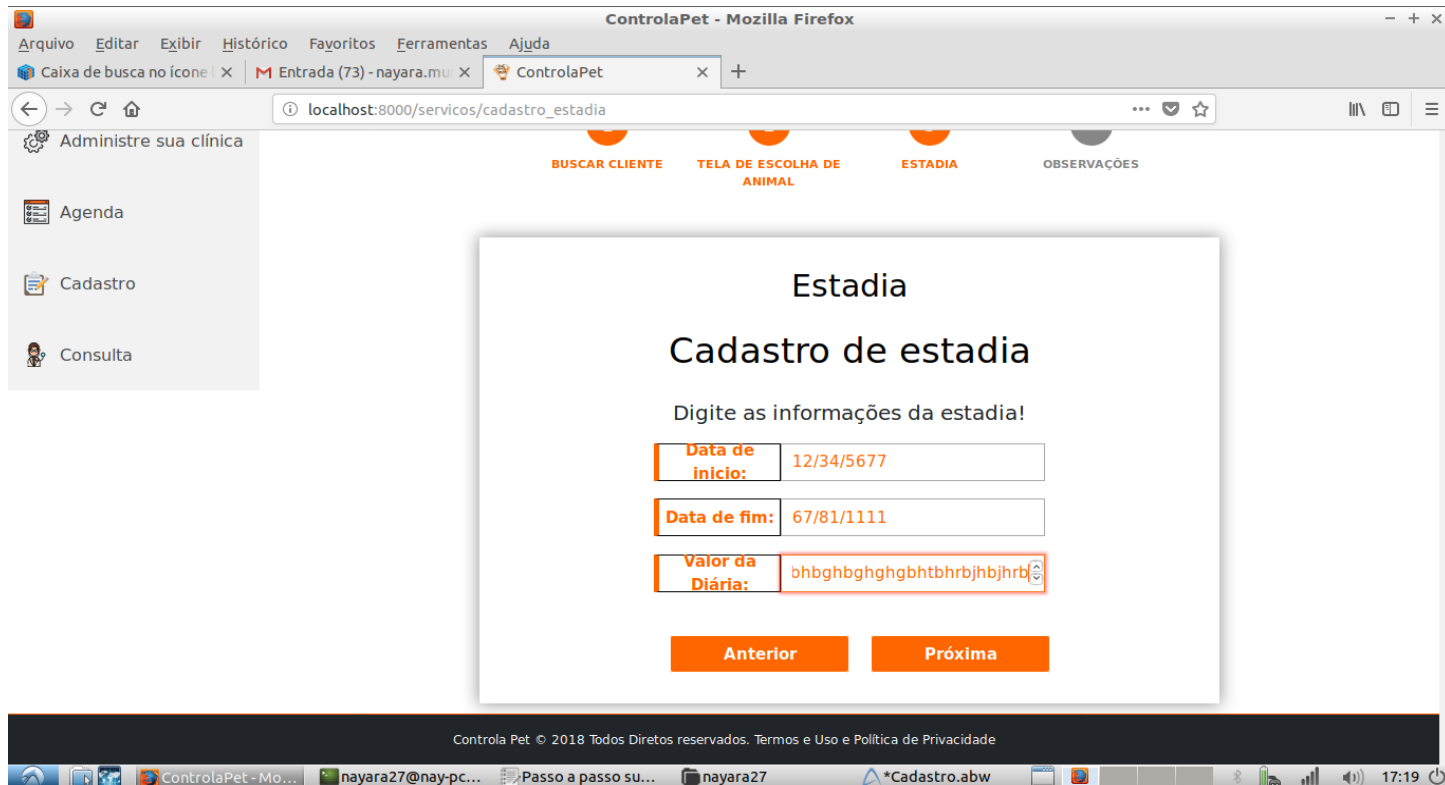 ControlaPet - Mozilla Firefox
Arquivo Editar Exibir Histórico Favoritos Ferramentas Ajuda
Caixa de busca no ícone
Entrada (73) - nayara.mu
ControlaPet
localhost:8000/servicos/cadastro_estadia
Administre sua clínica
Agenda
Cadastro
Consulta
BUSCAR CLIENTE
TELA DE ESCOLHA DE
ANIMAL
ESTADIA
OBSERVAÇÕES
Estadia
Cadastro de estadia
Digite as informações da estadia!
Data de
inicio:
12/34/5677
Data de fim:
67/81/1111
Valor da
Diária:
bhbghbghghgbhtbhrbjhbjhrb
Anterior
Próxima
Controla Pet © 2018 Todos Diretos reservados. Termos e Uso e Política de Privacidade
ControlaPet - Mo...
nayara27@nay-pc...
Passo a passo su...
nayara27
*Cadastro.abw
17:19